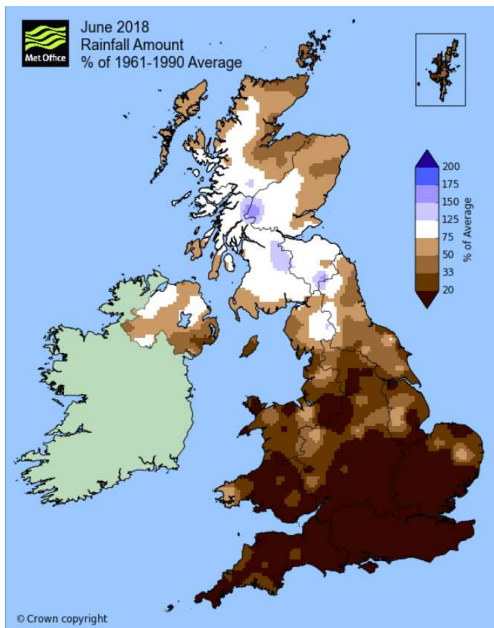 June 2018
Rainfall Amount
% of 1961-1990 Average
Met Office
200
175
150
125
75
50
33
20
% of Average
© Crown copyright